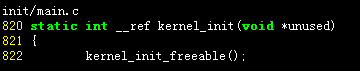 init/main.c
820 static int __ref kernel_init(void *unused)
821 {
822         kernel_init_freeable();